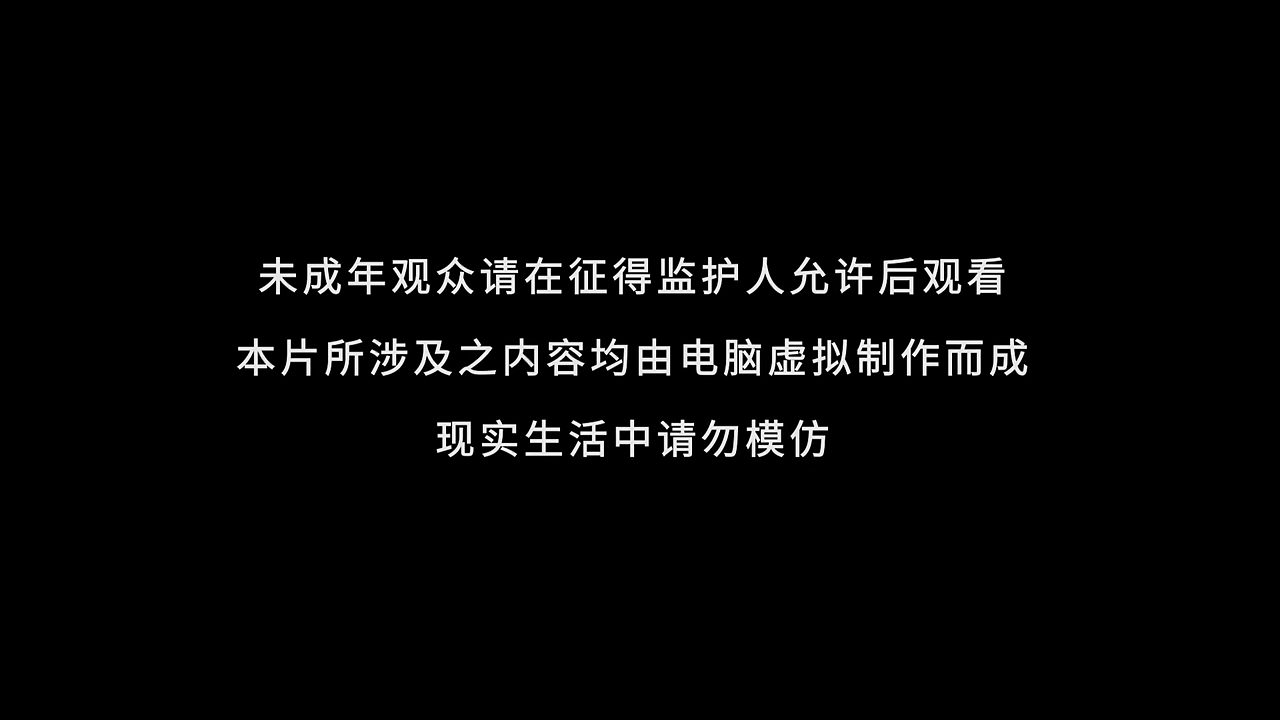 未成年观众请在征得监护人允许后观看
本片所涉及之内容均由电脑虚拟制作而成
现实生活中请勿模仿